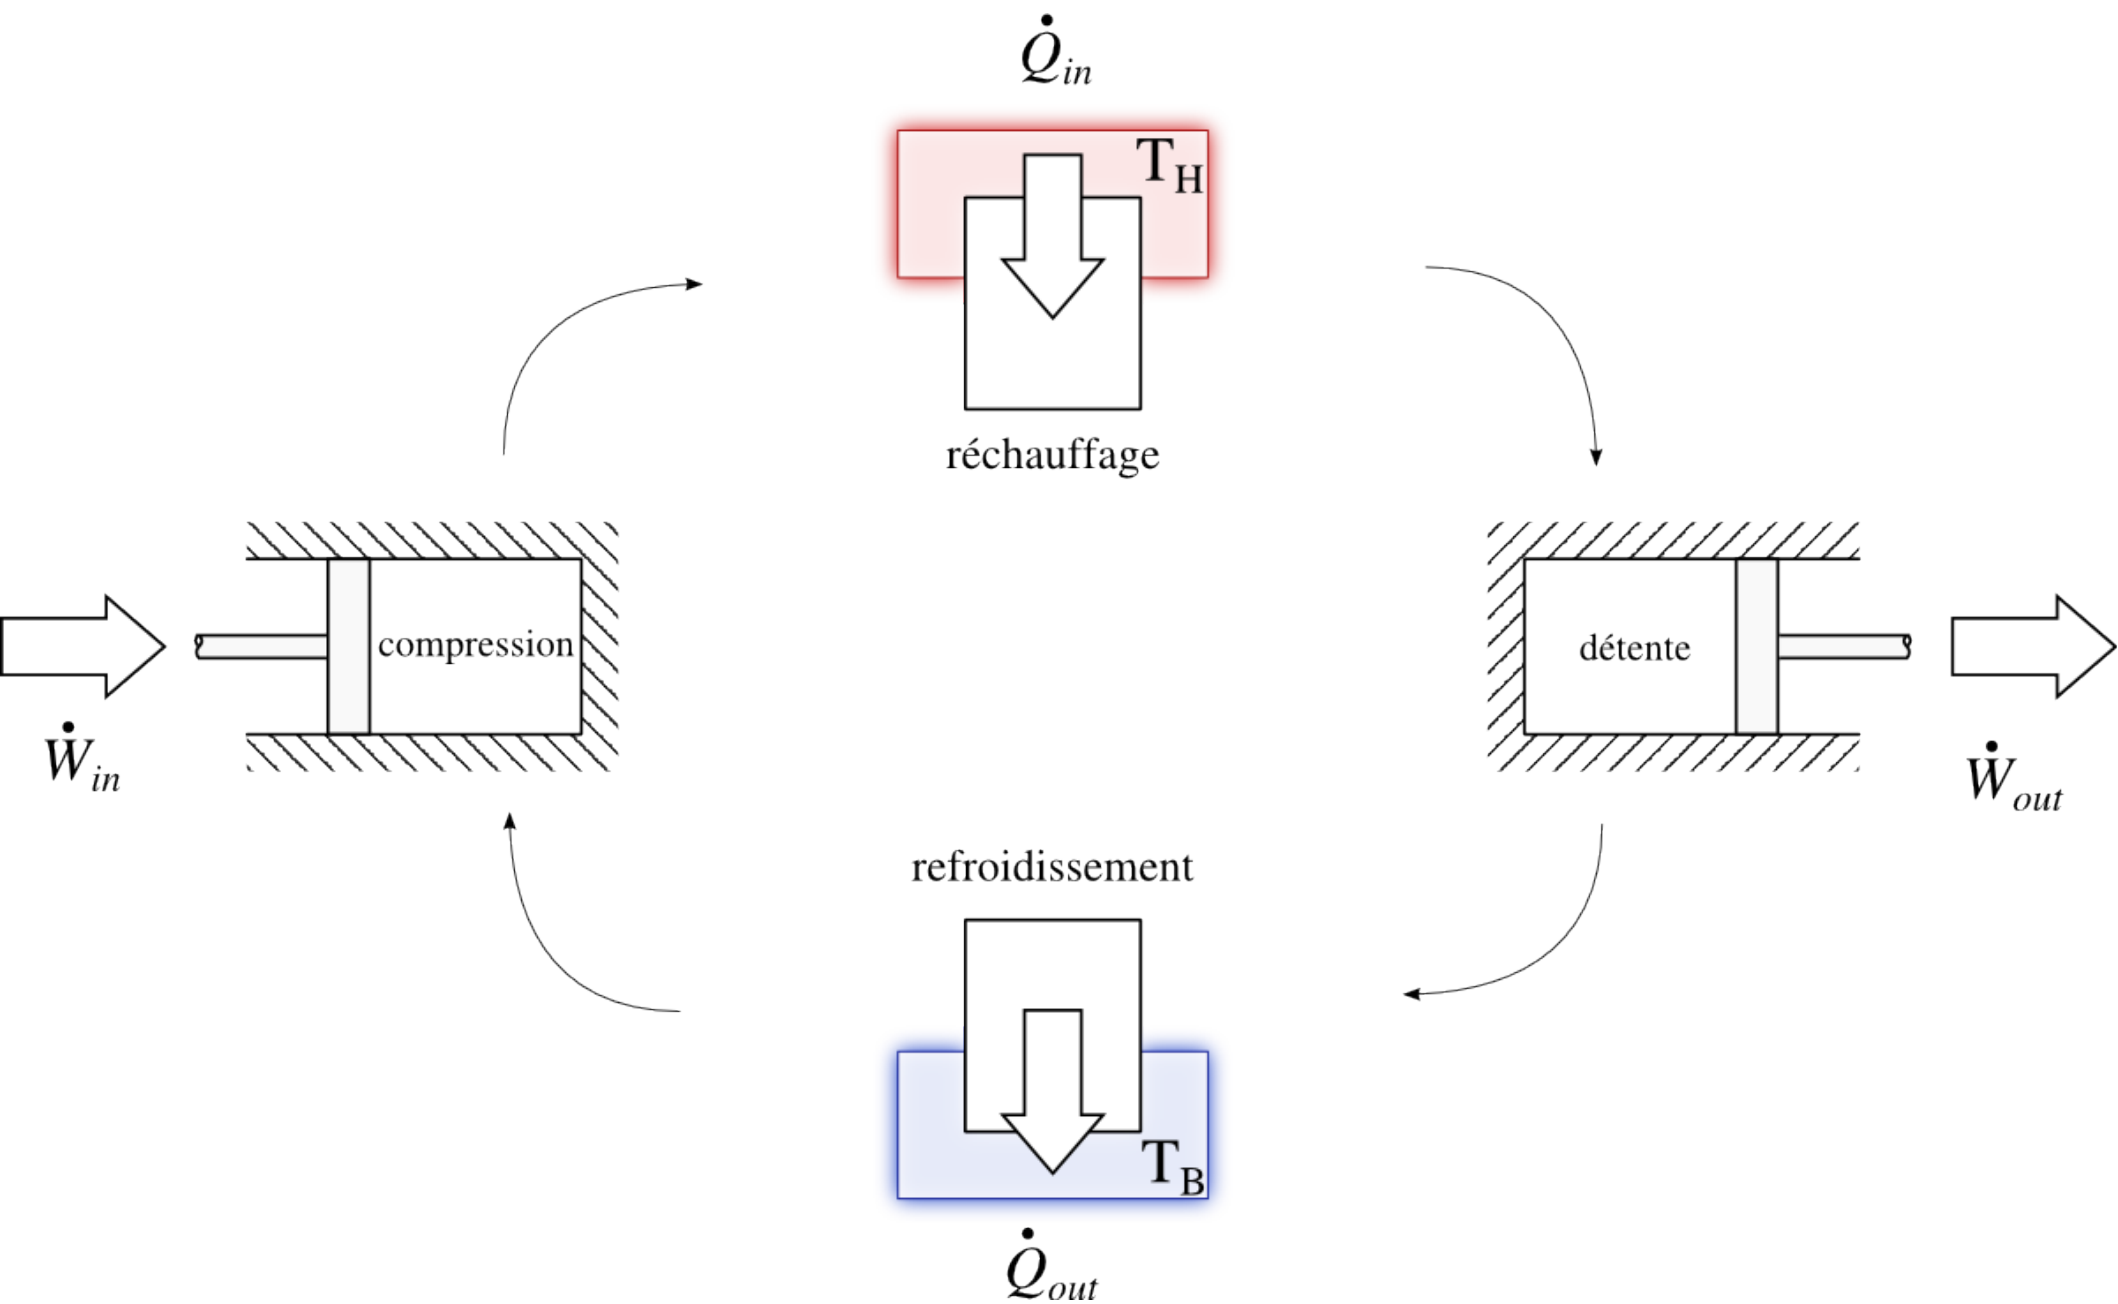 Q̇in
TH
réchauffage
compression
détente
Ẇin
Ẇout
refroidissement
TB
Q̇out